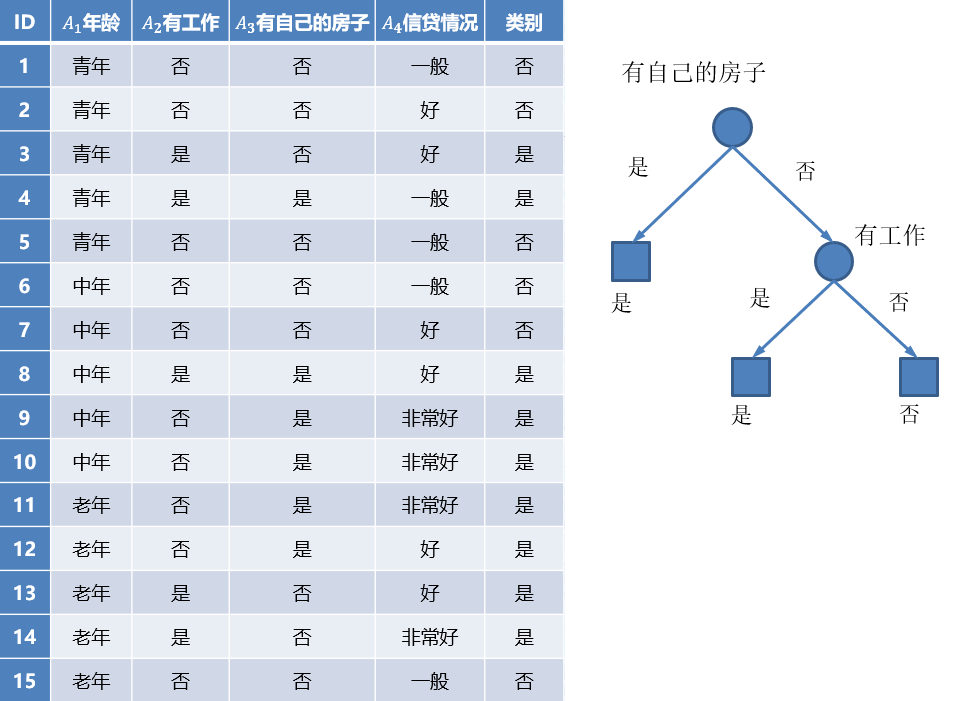 ID A₁年龄 A₂有工作 A₃有自己的房子 A₄信贷情况 类别
1 青年 否 否 一般 否
2 青年 否 否 好 否
3 青年 是 否 好 是
4 青年 是 是 一般 是
5 青年 否 否 一般 否
6 中年 否 否 一般 否
7 中年 否 否 好 否
8 中年 是 是 好 是
9 中年 否 是 非常好 是
10 中年 否 是 非常好 是
11 老年 否 是 非常好 是
12 老年 否 是 好 是
13 老年 是 否 好 是
14 老年 是 否 非常好 是
15 老年 否 否 一般 否
有自己的房子
是 否
有工作
是
是 否
是 否